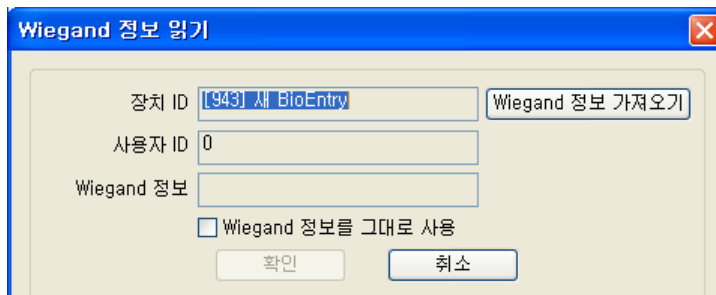 Wiegand 정보 읽기
장치 ID [943] 새 BioEntry Wiegand 정보 가져오기
사용자 ID 0
Wiegand 정보
Wiegand 정보를 그대로 사용
확인 취소